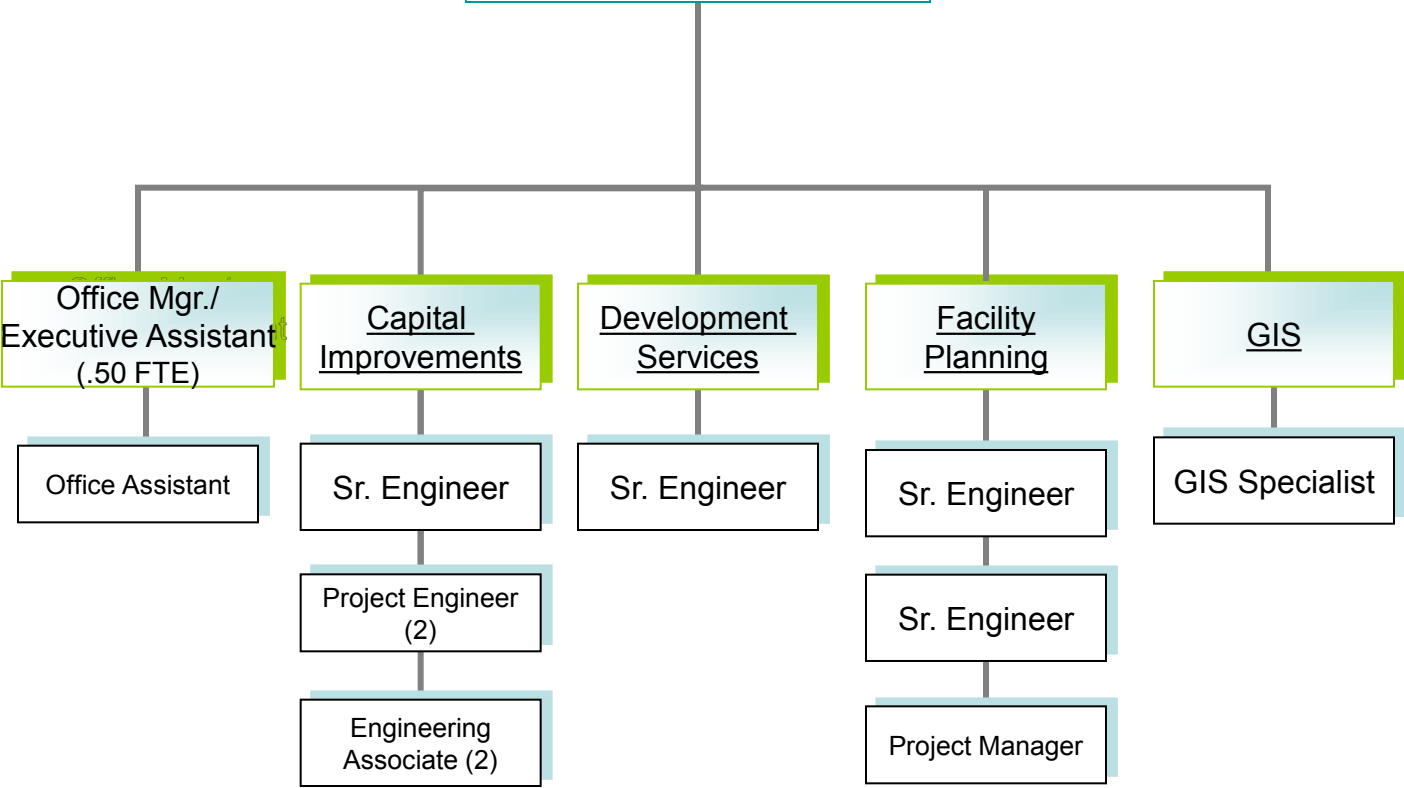 Office Mgr./
Executive Assistant
(.50 FTE)
Office Assistant
Capital
Improvements
Sr. Engineer
Project Engineer
(2)
Engineering
Associate (2)
Development
Services
Sr. Engineer
Facility
Planning
Sr. Engineer
Sr. Engineer
Project Manager
GIS
GIS Specialist